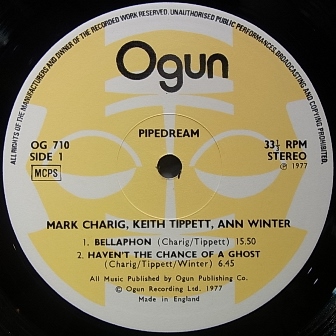 ALL RIGHTS OF THE MANUFACTURERS AND OWNER OF THE RECORDED WORK RESERVED. UNAUTHORISED PUBLIC PERFORMANCES, BROADCASTING AND COPYING PROHIBITED.
Ogun
PIPEDREAM
OG 710
SIDE 1
MCPS
33⅓ RPM
STEREO
℗ 1977
MARK CHARIG, KEITH TIPPETT, ANN WINTER
1. BELLAPHON (Charig/Tippett) 15.50
2. HAVEN'T THE CHANCE OF A GHOST
(Charig/Tippett/Winter) 6.45
All Music Published by Ogun Publishing Co.
© Ogun Recording Ltd. 1977
Made in England